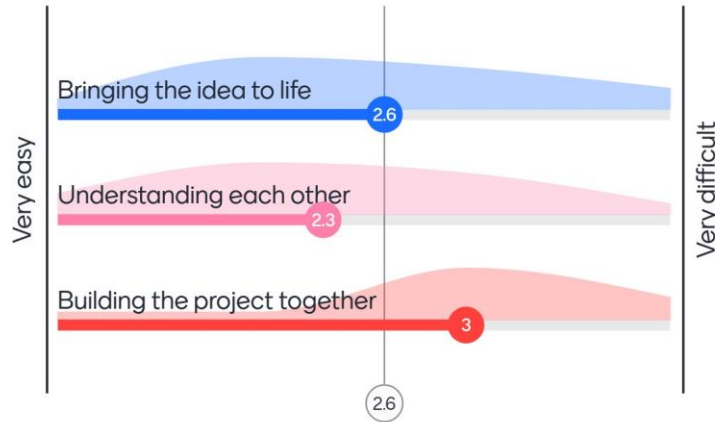 Very easy
Bringing the idea to life
2.6
Understanding each other
2.3
Building the project together
3
2.6
Very difficult